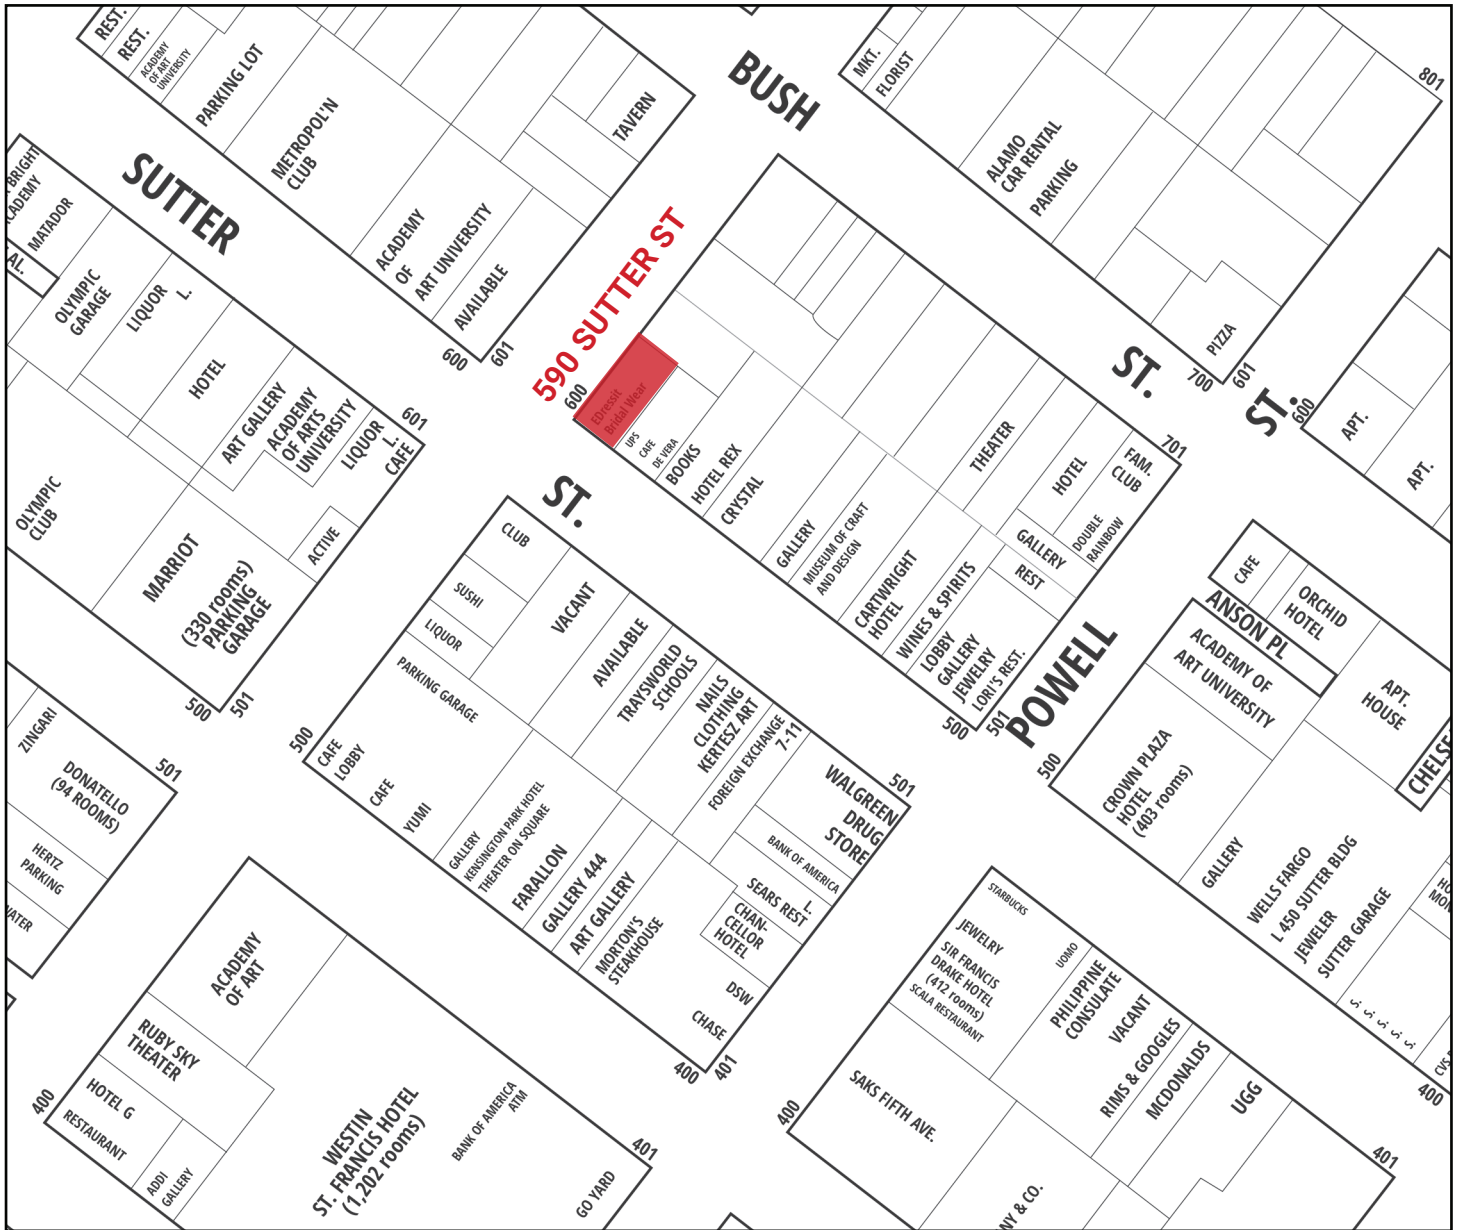 REST.
REST.
ACADEMY
OF ART
UNIVERSITY
PARKING LOT
METROPOL'N
CLUB
ACADEMY
OF
ART UNIVERSITY
AVAILABLE
TAVERN
600
601
BUSH
ST.
MKT.
FLORIST
ALAMO
CAR RENTAL
PARKING
PIZZA
801
700
601
SUTTER
ST.
BRIGHT
MATADOR
AL.
OLYMPIC
GARAGE
LIQUOR
L.
HOTEL
ART GALLERY
ACADEMY
OF ARTS
UNIVERSITY
LIQUOR
L.
CAFE
601
OLYMPIC
CLUB
MARRIOT
(330 rooms)
PARKING
GARAGE
ACTIVE
500
501
590 SUTTER ST
600
EDressit
Bridal Wear
UPS
CAFE
DE VERA
BOOKS
HOTEL REX
CRYSTAL
GALLERY
MUSEUM OF CRAFT
AND DESIGN
CARTWRIGHT
HOTEL
WINES & SPIRITS
LOBBY
GALLERY
JEWELRY
LORI'S REST.
THEATER
HOTEL
FAM.
CLUB
DOUBLE
RAINBOW
GALLERY
REST
701
500
501
POWELL
ST.
600
APT.
APT.
CAFE
ORCHID
HOTEL
ANSON PL
ACADEMY OF
ART UNIVERSITY
APT.
HOUSE
CHELSE
CROWN PLAZA
HOTEL
(403 rooms)
500
GALLERY
WELLS FARGO
L 450 SUTTER BLDG
JEWELER
SUTTER GARAGE
S S S S S
CVS
400
CLUB
SUSHI
LIQUOR
PARKING GARAGE
VACANT
AVAILABLE
TRAYSWORLD
SCHOOLS
NAILS
CLOTHING
KERTESZ ART
FOREIGN EXCHANGE
7-11
WALGREEN
DRUG
STORE
501
BANK OF AMERICA
SEARS REST
L.
CHAN-
CELLOR
HOTEL
DSW
CHASE
400
401
500
CAFE
LOBBY
CAFE
YUMI
GALLERY
KENSINGTON PARK HOTEL
THEATER ON SQUARE
FARALLON
GALLERY 444
ART GALLERY
MORTON'S
STEAKHOUSE
ZINGARI
DONATELLO
(94 ROOMS)
501
HERTZ
PARKING
ACADEMY
OF ART
RUBY SKY
THEATER
HOTEL G
RESTAURANT
400
ADDI
GALLERY
WESTIN
ST. FRANCIS HOTEL
(1,202 rooms)
BANK OF AMERICA
ATM
GO YARD
401
STARBUCKS
JEWELRY
SIR FRANCIS
DRAKE HOTEL
(412 rooms)
SCALA RESTAURANT
UOMO
PHILIPPINE
CONSULATE
VACANT
RIMS & GOOGLES
MCDONALDS
UGG
SAKS FIFTH AVE.
400
401
NY & CO.